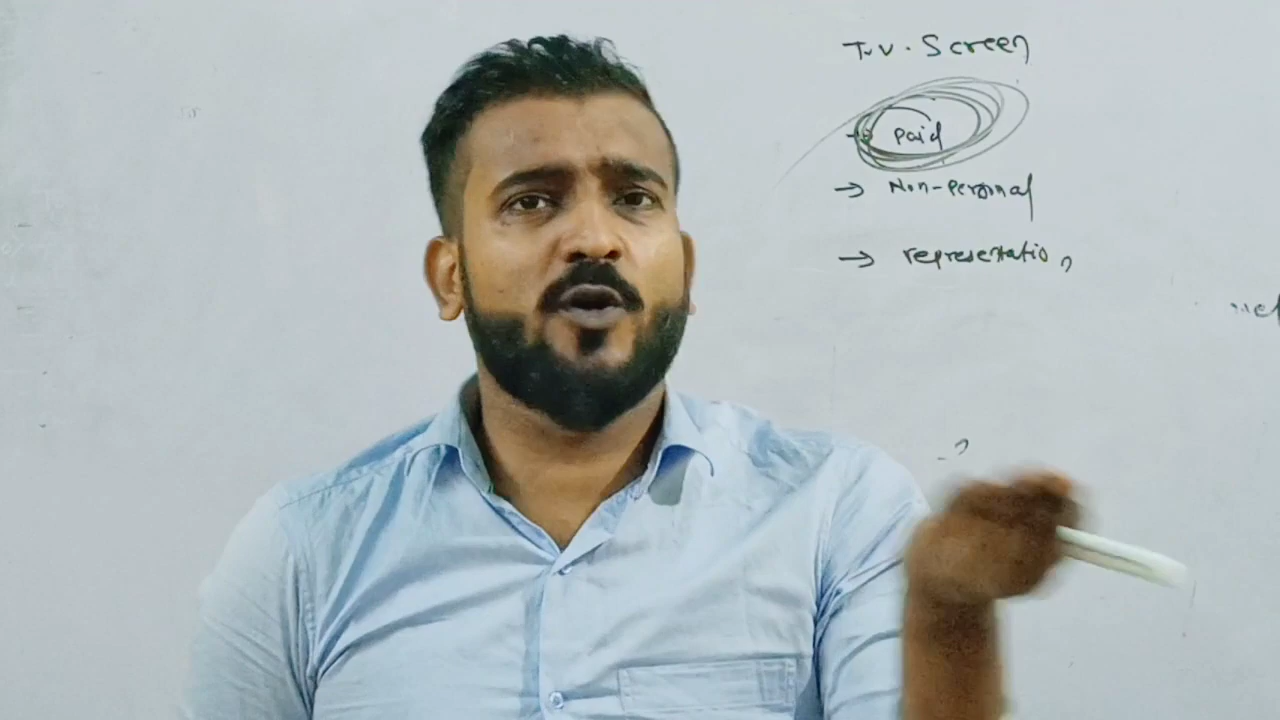 T.V. Screen
→ paid
→ Non-personal
→ representation